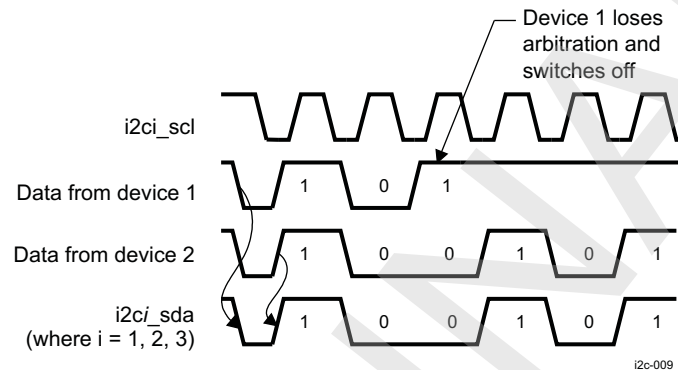 Device 1 loses
arbitration and
switches off
i2ci_scl
Data from device 1
1 0 1
Data from device 2
1 0 0 1 0 1
i2ci_sda
(where i = 1, 2, 3)
1 0 0 1 0 1
i2c-009